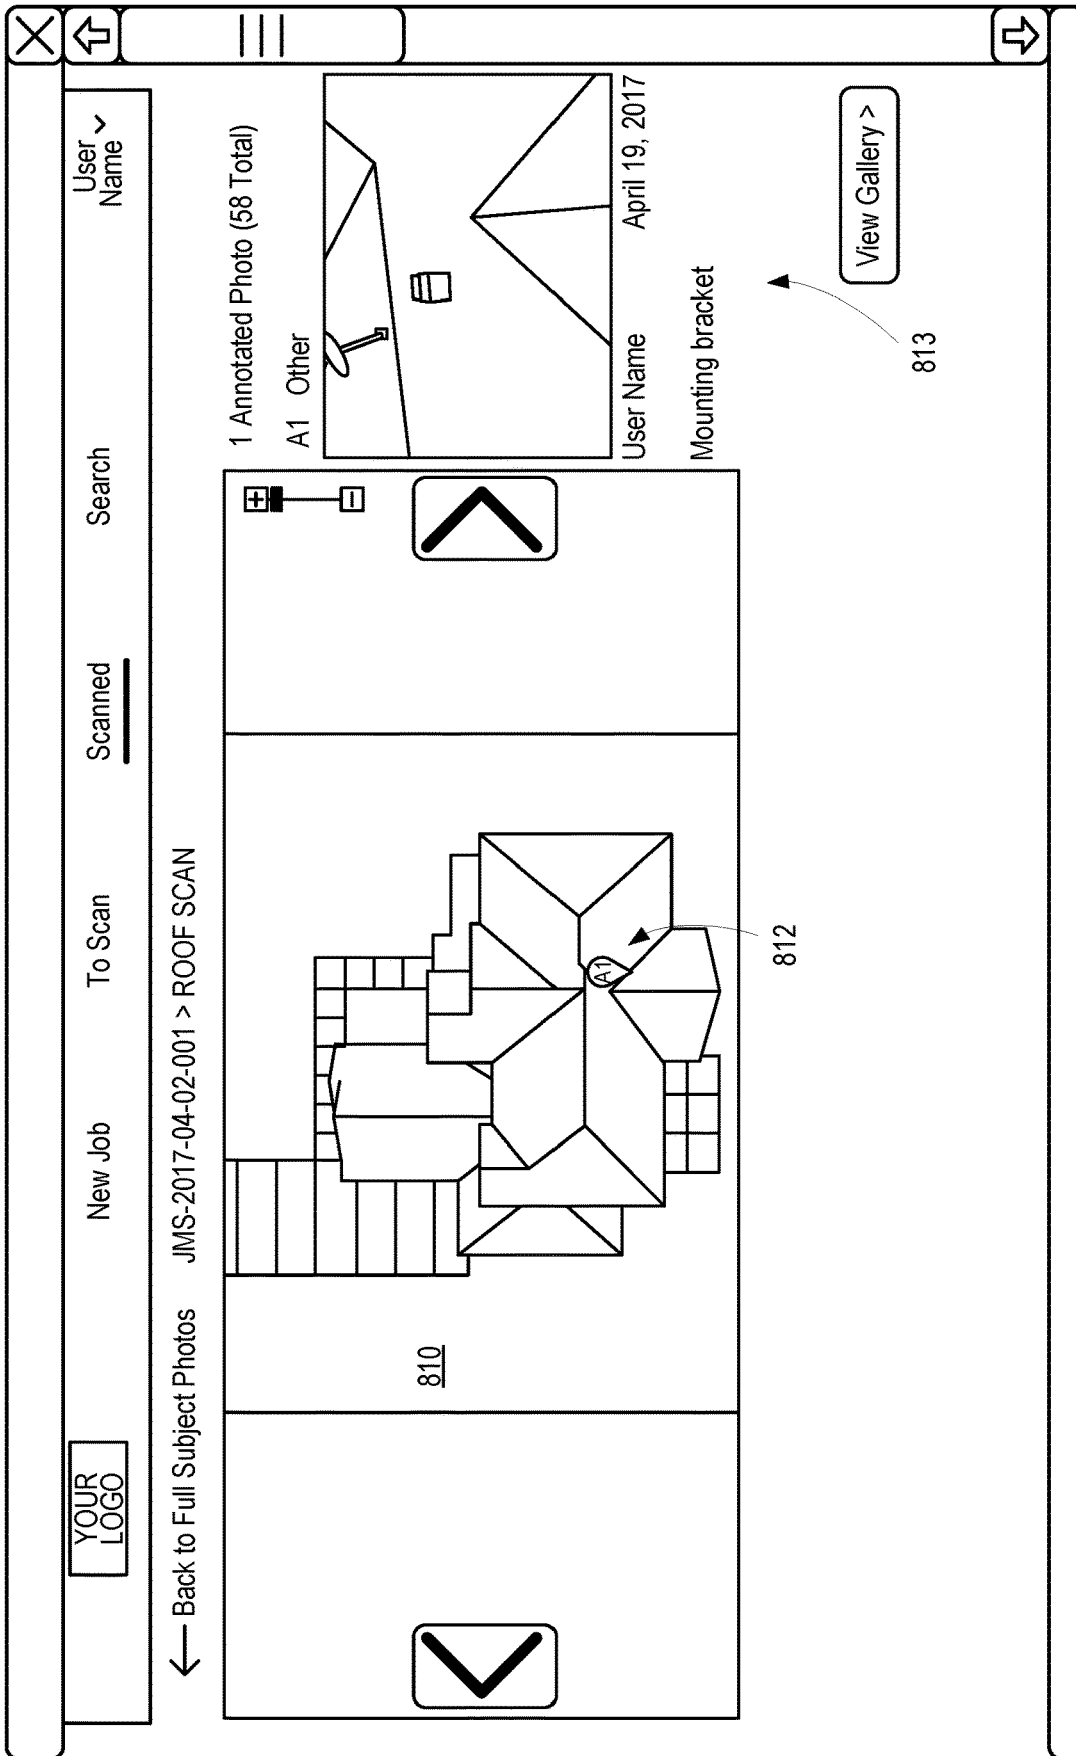 YOUR
LOGO
New Job
To Scan
Scanned
Search
User
Name
Back to Full Subject Photos
JMS-2017-04-02-001 > ROOF SCAN
1 Annotated Photo (58 Total)
A1 Other
810
A1
812
User Name
April 19, 2017
Mounting bracket
813
View Gallery >